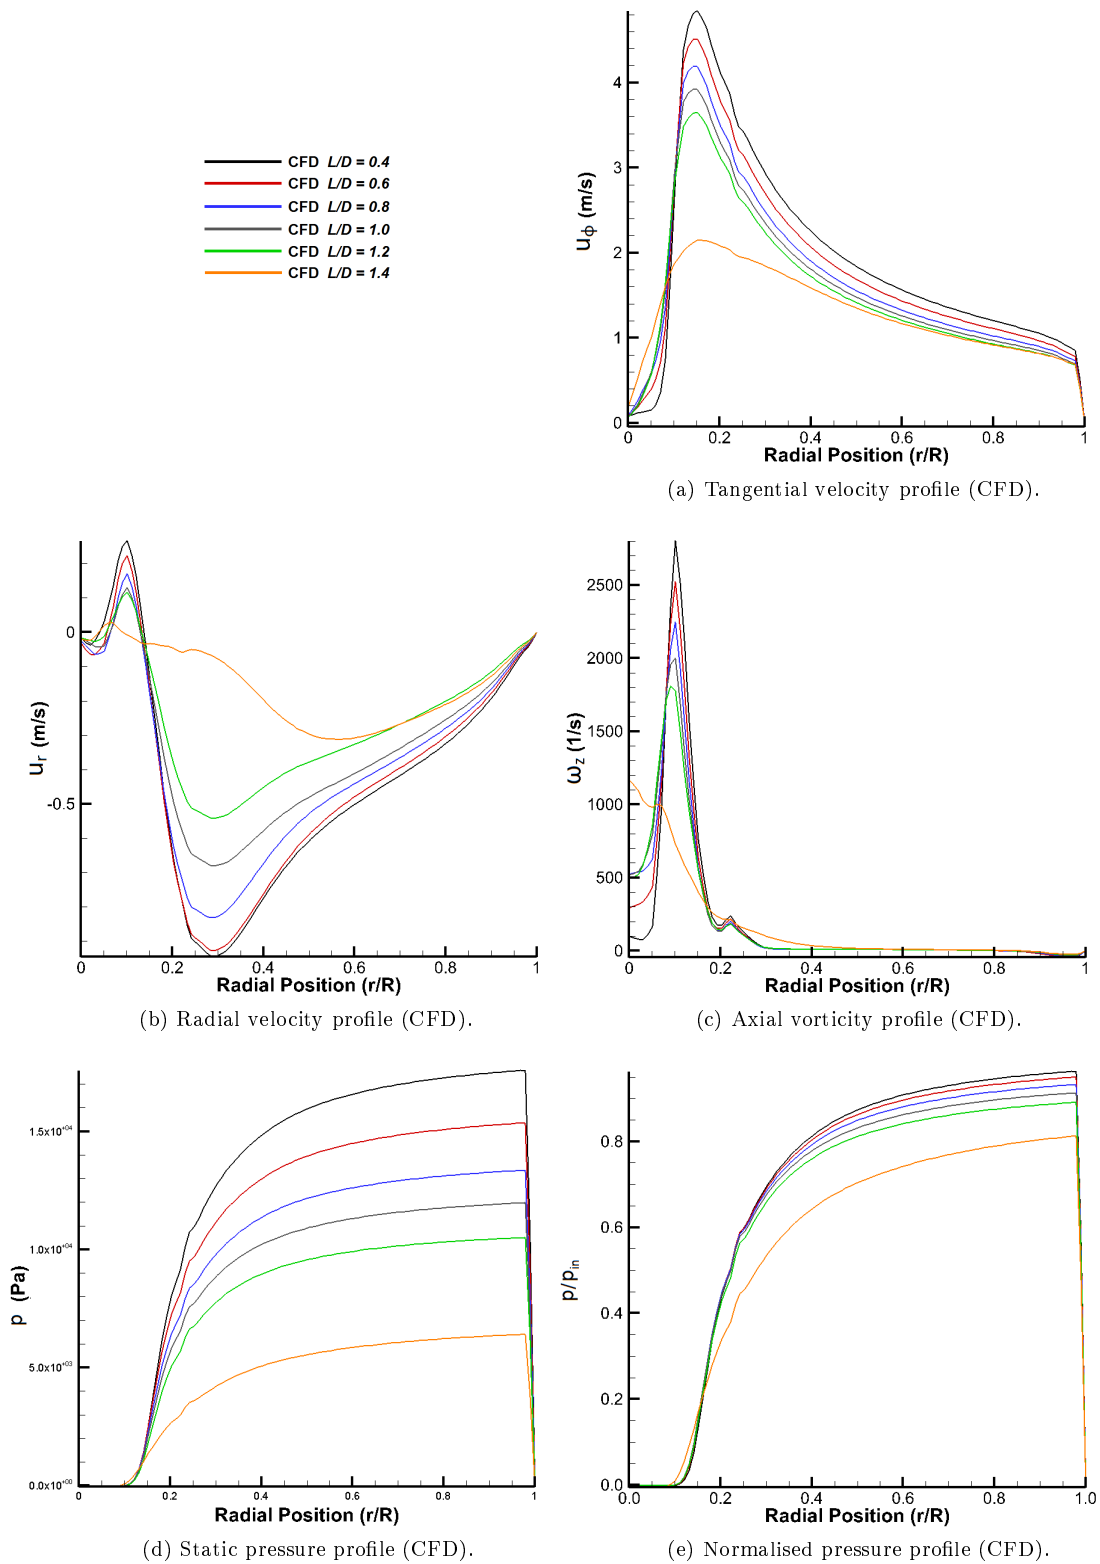 CFD L/D = 0.4
CFD L/D = 0.6
CFD L/D = 0.8
CFD L/D = 1.0
CFD L/D = 1.2
CFD L/D = 1.4
uϕ (m/s)
4
3
2
1
0
0 0.2 0.4 0.6 0.8 1
Radial Position (r/R)
(a) Tangential velocity profile (CFD).
ur (m/s)
0
-0.5
0 0.2 0.4 0.6 0.8 1
Radial Position (r/R)
(b) Radial velocity profile (CFD).
ωz (1/s)
2500
2000
1500
1000
500
0
0 0.2 0.4 0.6 0.8 1
Radial Position (r/R)
(c) Axial vorticity profile (CFD).
p (Pa)
1.5x10+04
1.0x10+04
5.0x10+03
0.0x10+00
0 0.2 0.4 0.6 0.8 1
Radial Position (r/R)
(d) Static pressure profile (CFD).
p/pin
0.8
0.6
0.4
0.2
0.0
0.0 0.2 0.4 0.6 0.8 1.0
Radial Position (r/R)
(e) Normalised pressure profile (CFD).